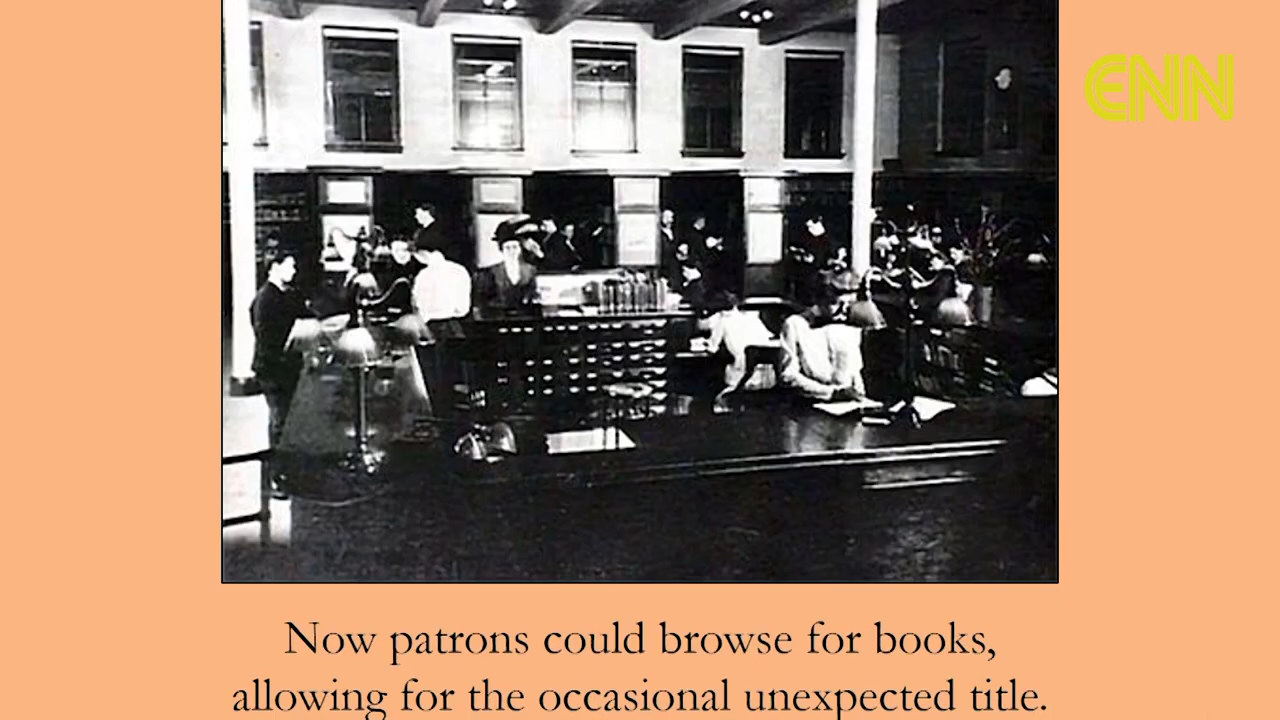 ENN
Now patrons could browse for books,
allowing for the occasional unexpected title.